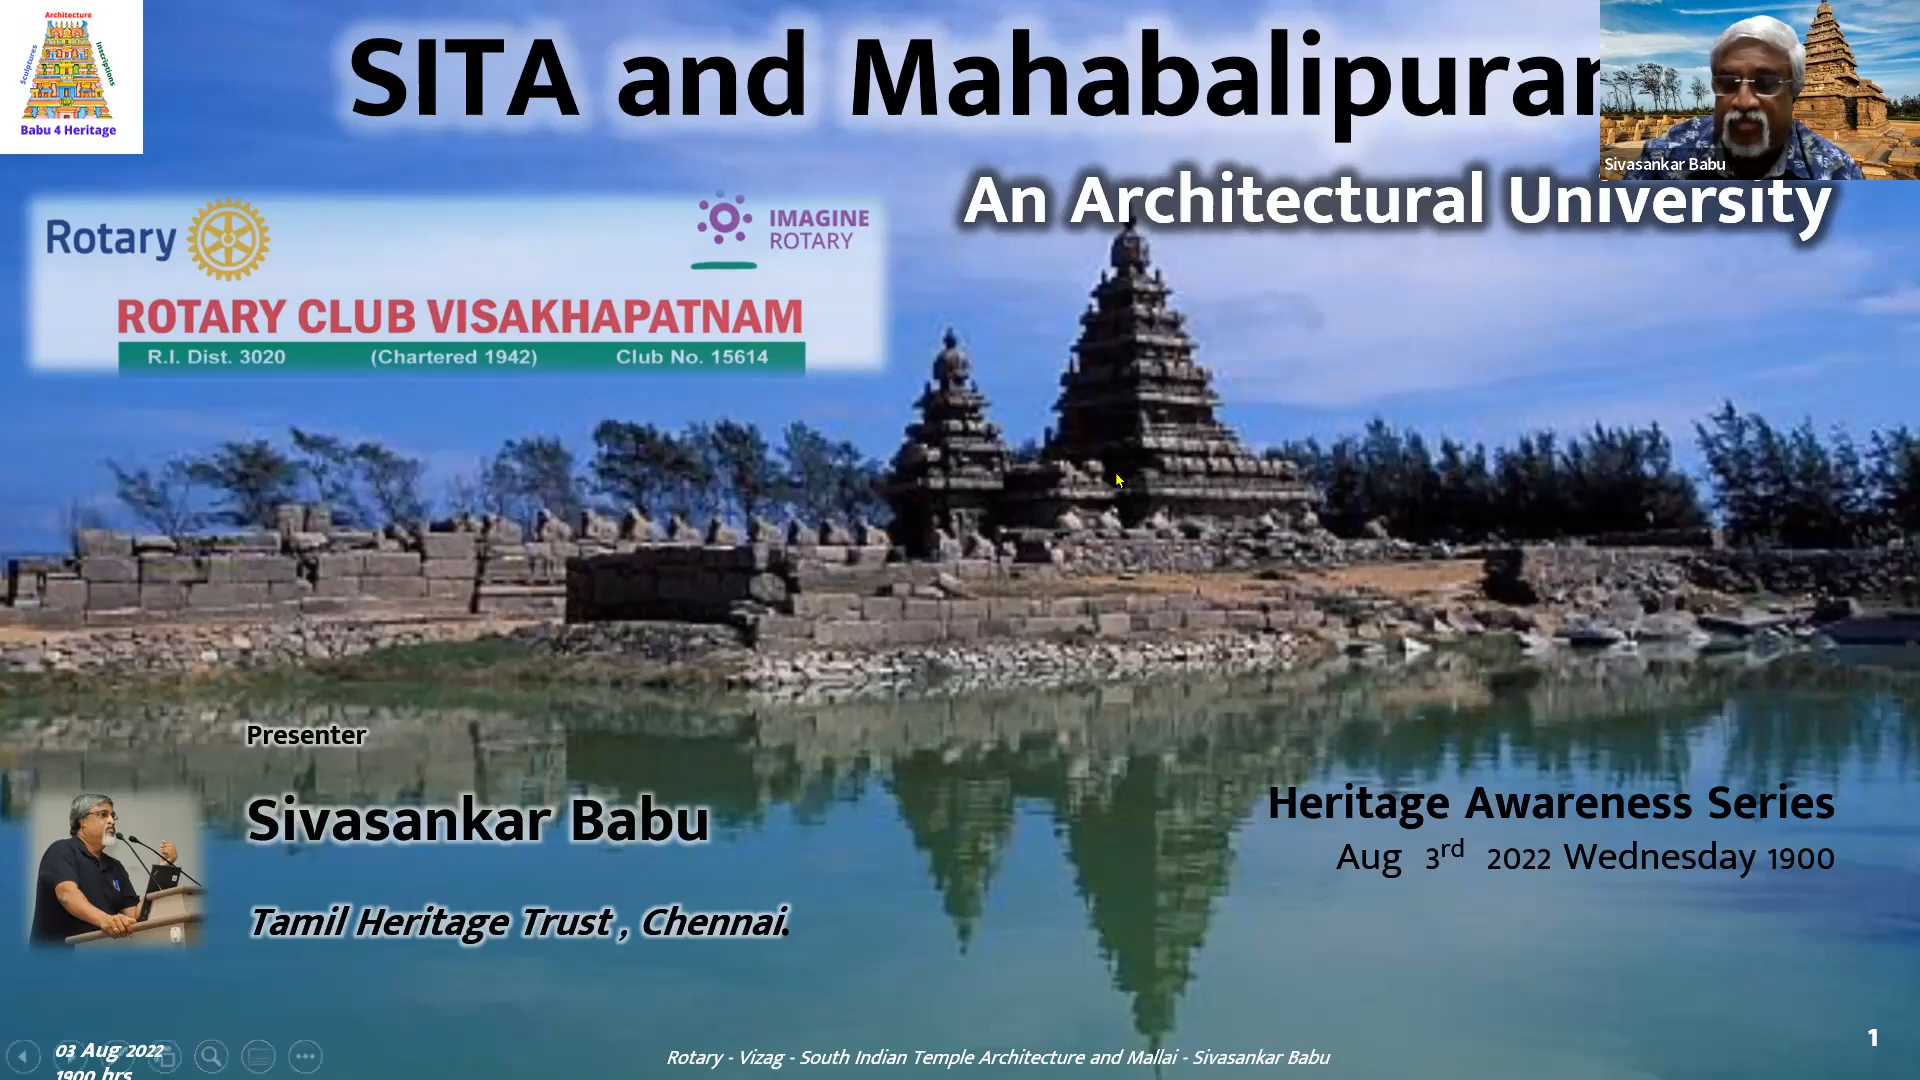 Architecture
Sculptures
Inscriptions
Babu 4 Heritage
SITA and Mahabalipuram
An Architectural University
Sivasankar Babu
Rotary
IMAGINE
ROTARY
ROTARY CLUB VISAKHAPATNAM
R.I. Dist. 3020 (Chartered 1942) Club No. 15614
Presenter
Sivasankar Babu
Tamil Heritage Trust , Chennai.
Heritage Awareness Series
Aug 3rd 2022 Wednesday 1900
03 Aug 2022
1900 hrs
Rotary - Vizag - South Indian Temple Architecture and Mallai - Sivasankar Babu
1